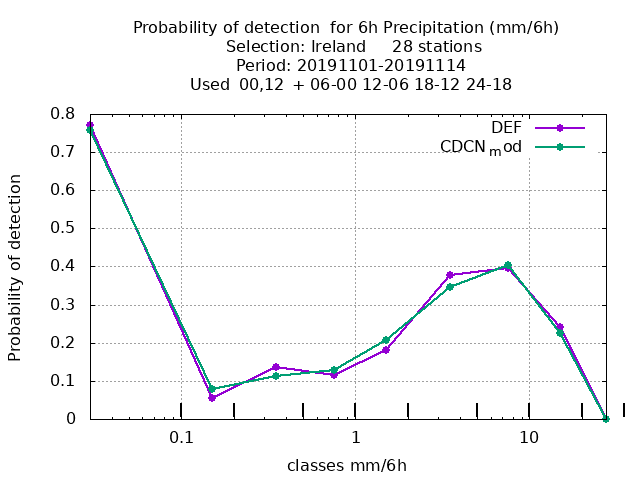 Probability of detection  for 6h Precipitation (mm/6h)
Selection: Ireland     28 stations
Period: 20191101-20191114
Used  00,12  + 06-00 12-06 18-12 24-18
DEF
CDCNmod
0.8
0.7
0.6
0.5
0.4
0.3
0.2
0.1
0
Probability of detection
0.1
1
10
classes mm/6h